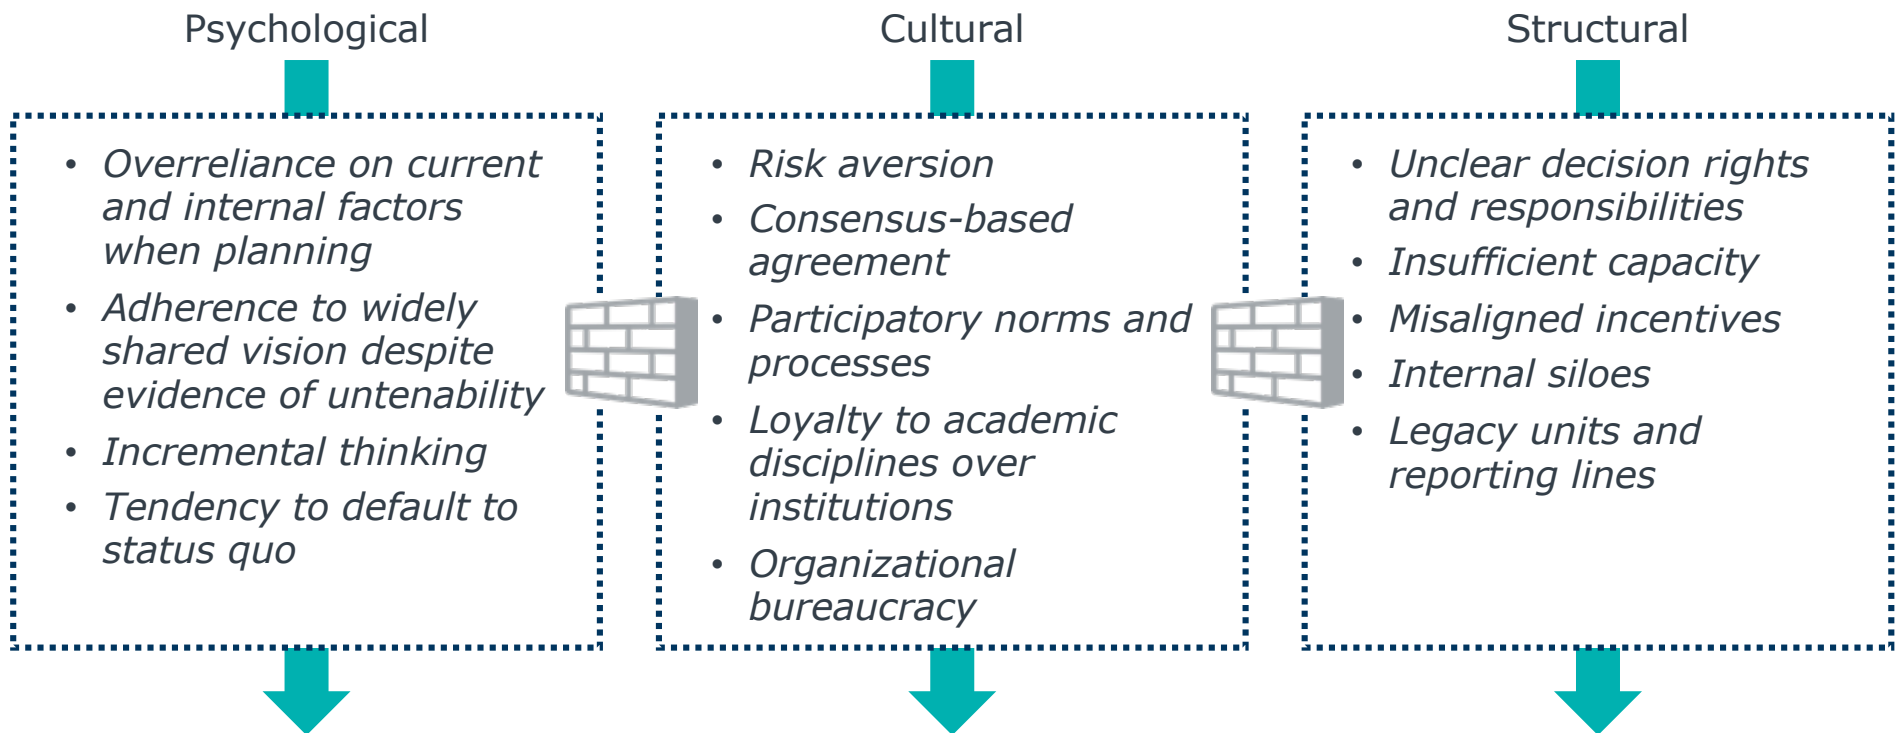 Psychological
• Overreliance on current
and internal factors
when planning
• Adherence to widely
shared vision despite
evidence of untenability
• Incremental thinking
• Tendency to default to
status quo
Cultural
• Risk aversion
• Consensus-based
agreement
• Participatory norms and
processes
• Loyalty to academic
disciplines over
institutions
• Organizational
bureaucracy
Structural
• Unclear decision rights
and responsibilities
• Insufficient capacity
• Misaligned incentives
• Internal siloes
• Legacy units and
reporting lines